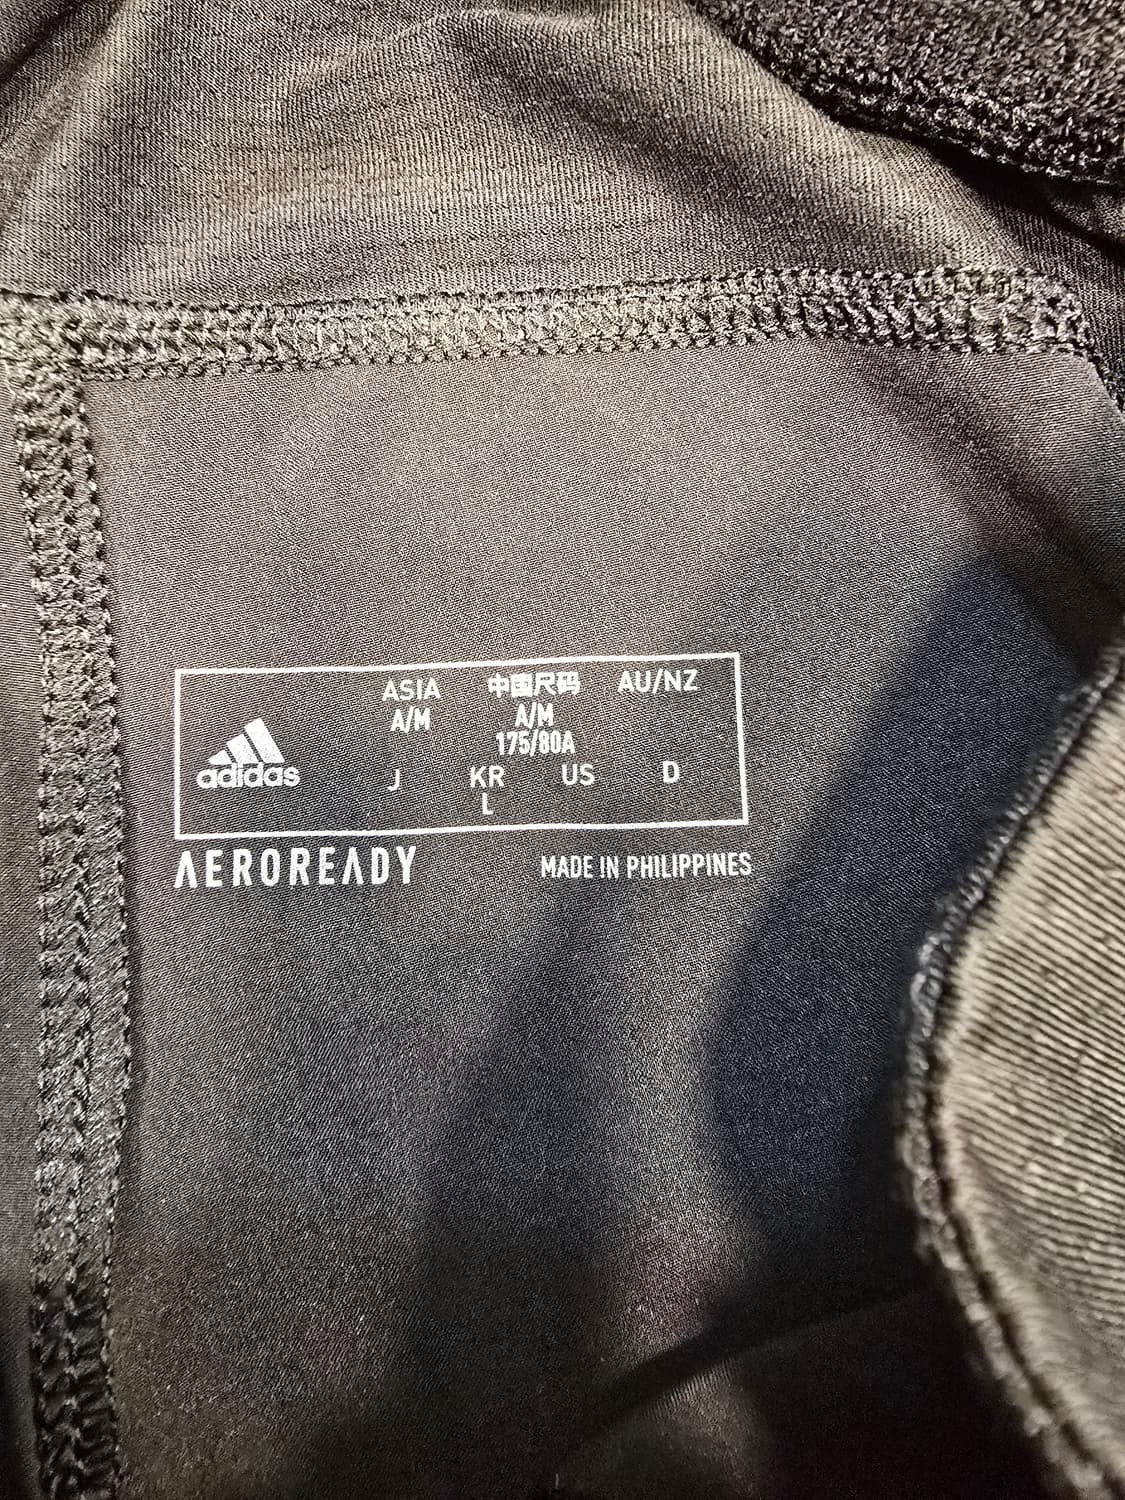 ASIA 中国尺码 AU/NZ
A/M A/M
175/80A
adidas J KR US D
L
AEROREADY MADE IN PHILIPPINES